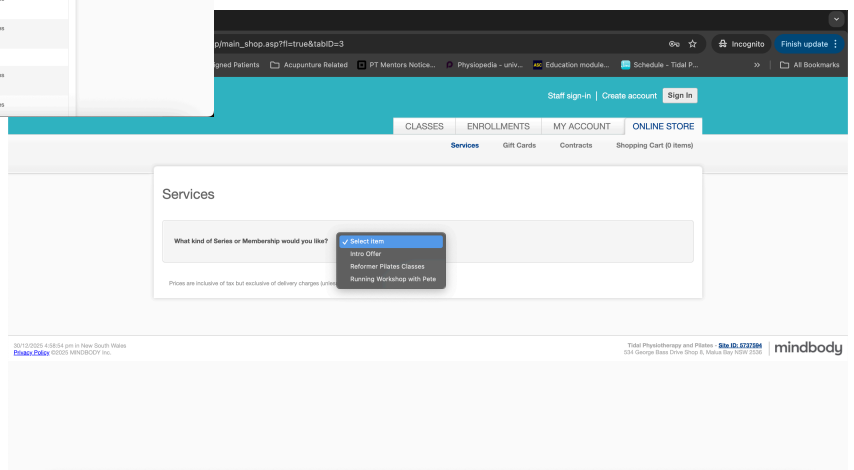 p/main_shop.asp?fl=true&tabID=3
Incognito
Finish update
igned Patients
Acupunture Related
PT Mentors Notice...
Physiopedia - univ...
ASC Education module...
Schedule - Tidal P...
All Bookmarks
Staff sign-in | Create account
Sign In
CLASSES
ENROLLMENTS
MY ACCOUNT
ONLINE STORE
Services
Gift Cards
Contracts
Shopping Cart (0 items)
Services
What kind of Series or Membership would you like?
✓ Select item
Intro Offer
Reformer Pilates Classes
Running Workshop with Pete
Prices are inclusive of tax but exclusive of delivery charges (unles
30/12/2025 4:58:54 pm in New South Wales
Privacy Policy ©2025 MINDBODY Inc.
Tidal Physiotherapy and Pilates - Site ID: 5737594
534 George Bass Drive Shop 8, Malua Bay NSW 2536
mindbody